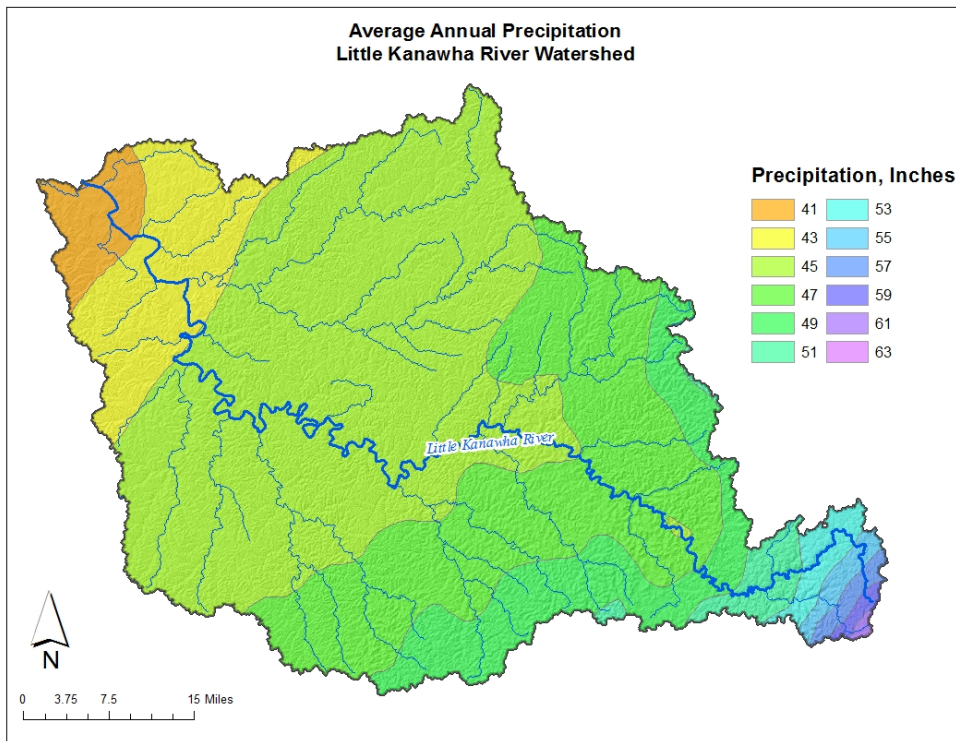 Average Annual Precipitation
Little Kanawha River Watershed
Precipitation, Inches
41 53
43 55
45 57
47 59
49 61
51 63
Little Kanawha River
N
0 3.75 7.5 15 Miles